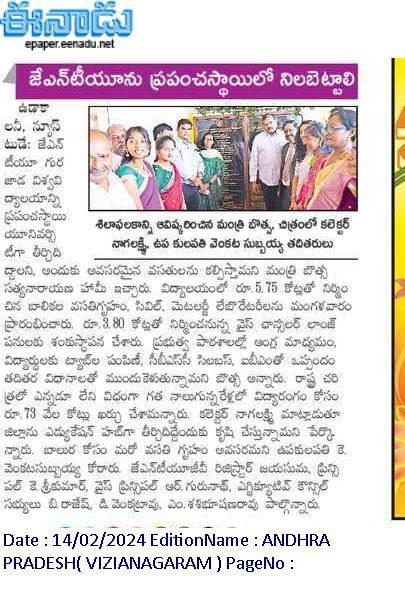 ఈనాడు
epaper.eenadu.net
జేఎన్‌టీయూను ప్రపంచస్థాయిలో నిలబెట్టాలి
ఉడాకా
లనీ, న్యూస్‌
టుడే: జేఎన్‌
టీయూ గుర
జాడ విశ్వవి
ద్యాలయాన్ని
ప్రపంచస్థాయి
యూనివర్సి
టీగా తీర్చిది
శిలాఫలకాన్ని ఆవిష్కరించిన మంత్రి బొత్స, చిత్రంలో కలెక్టర్‌
నాగలక్ష్మి, ఉప కులపతి వెంకట సుబ్బయ్య తదితరులు
ద్దాలని, అందుకు అవసరమైన వసతులను కల్పిస్తామని మంత్రి బొత్స
సత్యనారాయణ హామీ ఇచ్చారు. విద్యాలయంలో రూ.5.75 కోట్లతో నిర్మిం
చిన బాలికల వసతిగృహం, సివిల్‌, మెటలర్జీ లేబొరేటరీలను మంగళవారం
ప్రారంభించారు. రూ.3.80 కోట్లతో నిర్మించనున్న వైస్‌ ఛాన్సలర్‌ లాంజ్‌
పనులకు శంకుస్థాపన చేశారు. ప్రభుత్వ పాఠశాలల్లో ఆంగ్ల మాధ్యమం,
విద్యార్థులకు ట్యాబ్‌ల పంపిణీ, సీబీఎస్‌సీ సిలబస్‌, ఐబీఎంతో ఒప్పందం
తదితర విధానాలతో ముందుకెళుతున్నామని బొత్స అన్నారు. రాష్ట్ర చరి
త్రలో ఎన్నడూ లేని విధంగా గత నాలుగున్నరేళ్లలో విద్యారంగం కోసం
రూ.73 వేల కోట్లు ఖర్చు చేశామన్నారు. కలెక్టర్‌ నాగలక్ష్మి మాట్లాడుతూ
జిల్లాను ఎడ్యుకేషన్‌ హబ్‌గా తీర్చిదిద్దేందుకు కృషి చేస్తున్నామని పేర్కొ
న్నారు. బాలుర కోసం మరో వసతి గృహం అవసరమని ఉపకులపతి కె.
వెంకటసుబ్బయ్య కోరారు. జేఎన్‌టీయూజీవీ రిజిస్ట్రార్‌ జయసుమ, ప్రిన్సి
పల్‌ కె.శ్రీకుమార్‌, వైస్‌ ప్రిన్సిపల్‌ ఆర్‌.గురునాథ్‌, ఎగ్జిక్యూటివ్‌ కౌన్సిల్‌
సభ్యులు బి.రాజేష్‌, డి.వెంకట్రావు, ఎం.శశిభూషణరావు పాల్గొన్నారు.
Date : 14/02/2024 EditionName : ANDHRA
PRADESH( VIZIANAGARAM ) PageNo :